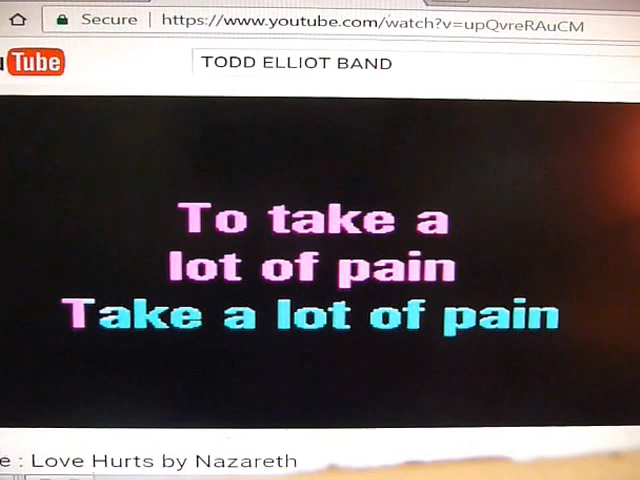 Secure | https://www.youtube.com/watch?v=upQvreRAuCM
Tube
TODD ELLIOT BAND
To take a
lot of pain
Take a lot of pain
e : Love Hurts by Nazareth